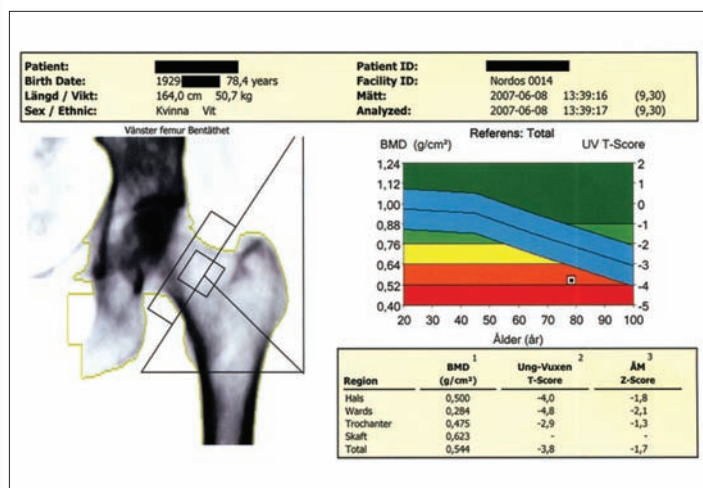 Patient:
Birth Date: 1929 78,4 years
Längd / Vikt: 164,0 cm 50,7 kg
Sex / Ethnic: Kvinna Vit
Patient ID:
Facility ID: Nordos 0014
Mätt: 2007-06-08 13:39:16 (9,30)
Analyzed: 2007-06-08 13:39:17 (9,30)
Vänster femur Bentäthet
Referens: Total
BMD (g/cm²) UV T-Score
1,24 2
1,12 1
1,00 0
0,88 -1
0,76 -2
0,64 -3
0,52 -4
0,40 -5
20 30 40 50 60 70 80 90 100
Ålder (år)
1 2 3
BMD Ung-Vuxen ÅM
Region (g/cm²) T-Score Z-Score
Hals 0,500 -4,0 -1,8
Wards 0,284 -4,8 -2,1
Trochanter 0,475 -2,9 -1,3
Skaft 0,623 - -
Total 0,544 -3,8 -1,7